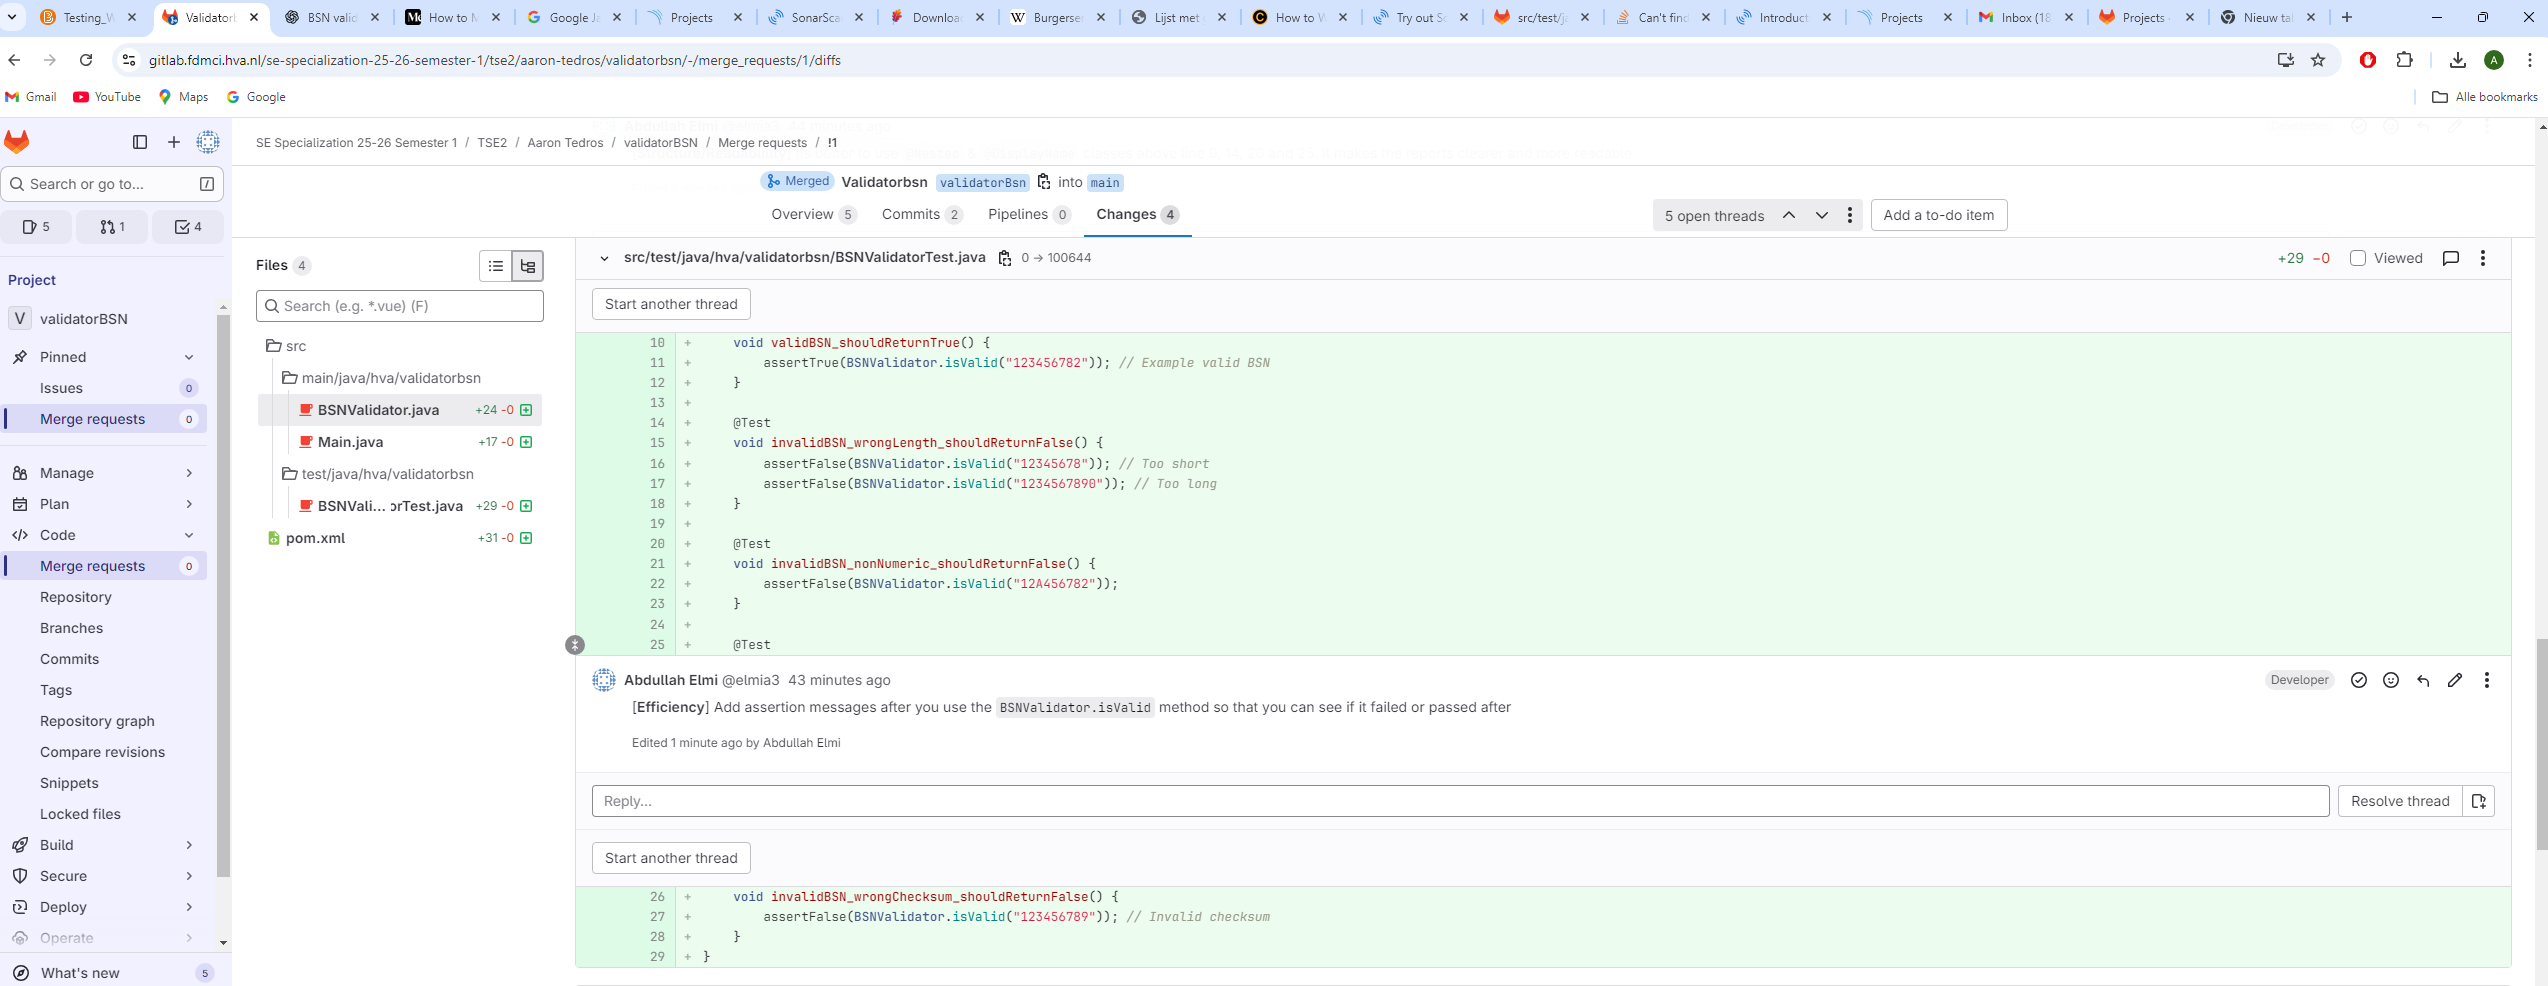 Testing_W
Validatorl
BSN valid
How to M
Google Ja
Projects
SonarSca
Download
Burgerser
Lijst met
How to W
Try out So
src/test/ja
Can't find
Introduct
Projects
Inbox (18
Projects ·
Nieuw tal
gitlab.fdmci.hva.nl/se-specialization-25-26-semester-1/tse2/aaron-tedros/validatorbsn/-/merge_requests/1/diffs
A
Gmail YouTube Maps Google
Alle bookmarks
SE Specialization 25-26 Semester 1 / TSE2 / Aaron Tedros / validatorBSN / Merge requests / !1
Search or go to... /
5 1 4
Project
V validatorBSN
Pinned
Issues 0
Merge requests 0
Manage
Plan
Code
Merge requests 0
Repository
Branches
Commits
Tags
Repository graph
Compare revisions
Snippets
Locked files
Build
Secure
Deploy
Operate
What's new 5
Merged Validatorbsn validatorBsn into main
Overview 5 Commits 2 Pipelines 0 Changes 4
5 open threads
Add a to-do item
Files 4
Search (e.g. *.vue) (F)
src
main/java/hva/validatorbsn
BSNValidator.java +24 -0
Main.java +17 -0
test/java/hva/validatorbsn
BSNVali... orTest.java +29 -0
pom.xml +31 -0
src/test/java/hva/validatorbsn/BSNValidatorTest.java 0 → 100644 +29 −0 Viewed
Start another thread
10 + void validBSN_shouldReturnTrue() {
11 + assertTrue(BSNValidator.isValid("123456782")); // Example valid BSN
12 + }
13 +
14 + @Test
15 + void invalidBSN_wrongLength_shouldReturnFalse() {
16 + assertFalse(BSNValidator.isValid("12345678")); // Too short
17 + assertFalse(BSNValidator.isValid("1234567890")); // Too long
18 + }
19 +
20 + @Test
21 + void invalidBSN_nonNumeric_shouldReturnFalse() {
22 + assertFalse(BSNValidator.isValid("12A456782"));
23 + }
24 +
25 + @Test
Abdullah Elmi @elmia3 43 minutes ago Developer
[Efficiency] Add assertion messages after you use the BSNValidator.isValid method so that you can see if it failed or passed after
Edited 1 minute ago by Abdullah Elmi
Reply...
Resolve thread
Start another thread
26 + void invalidBSN_wrongChecksum_shouldReturnFalse() {
27 + assertFalse(BSNValidator.isValid("123456789")); // Invalid checksum
28 + }
29 + }